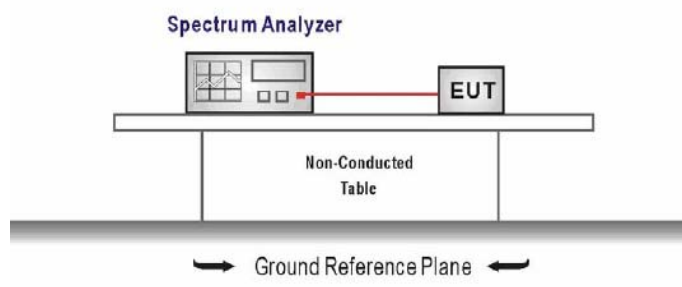 Spectrum Analyzer
EUT
Non-Conducted
Table
Ground Reference Plane